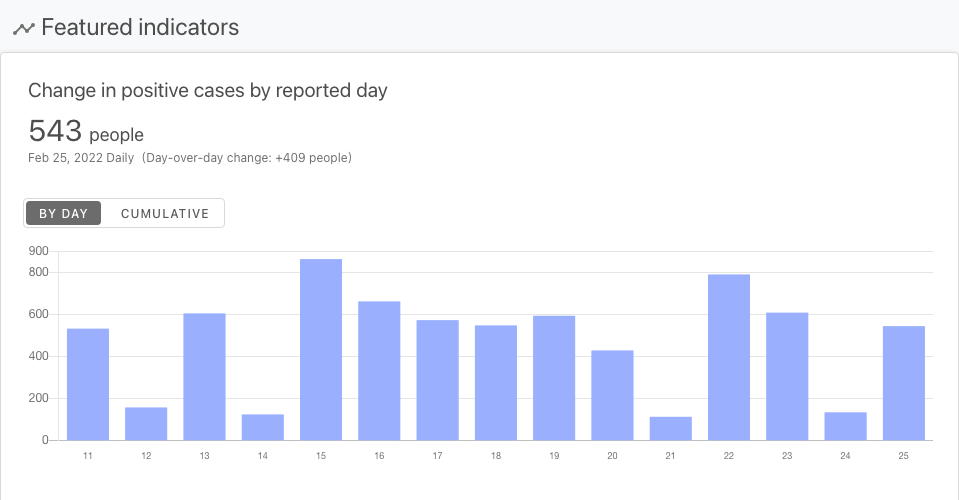 Featured indicators
Change in positive cases by reported day
543 people
Feb 25, 2022 Daily (Day-over-day change: +409 people)
BY DAY CUMULATIVE
900
800
600
400
200
0
11 12 13 14 15 16 17 18 19 20 21 22 23 24 25